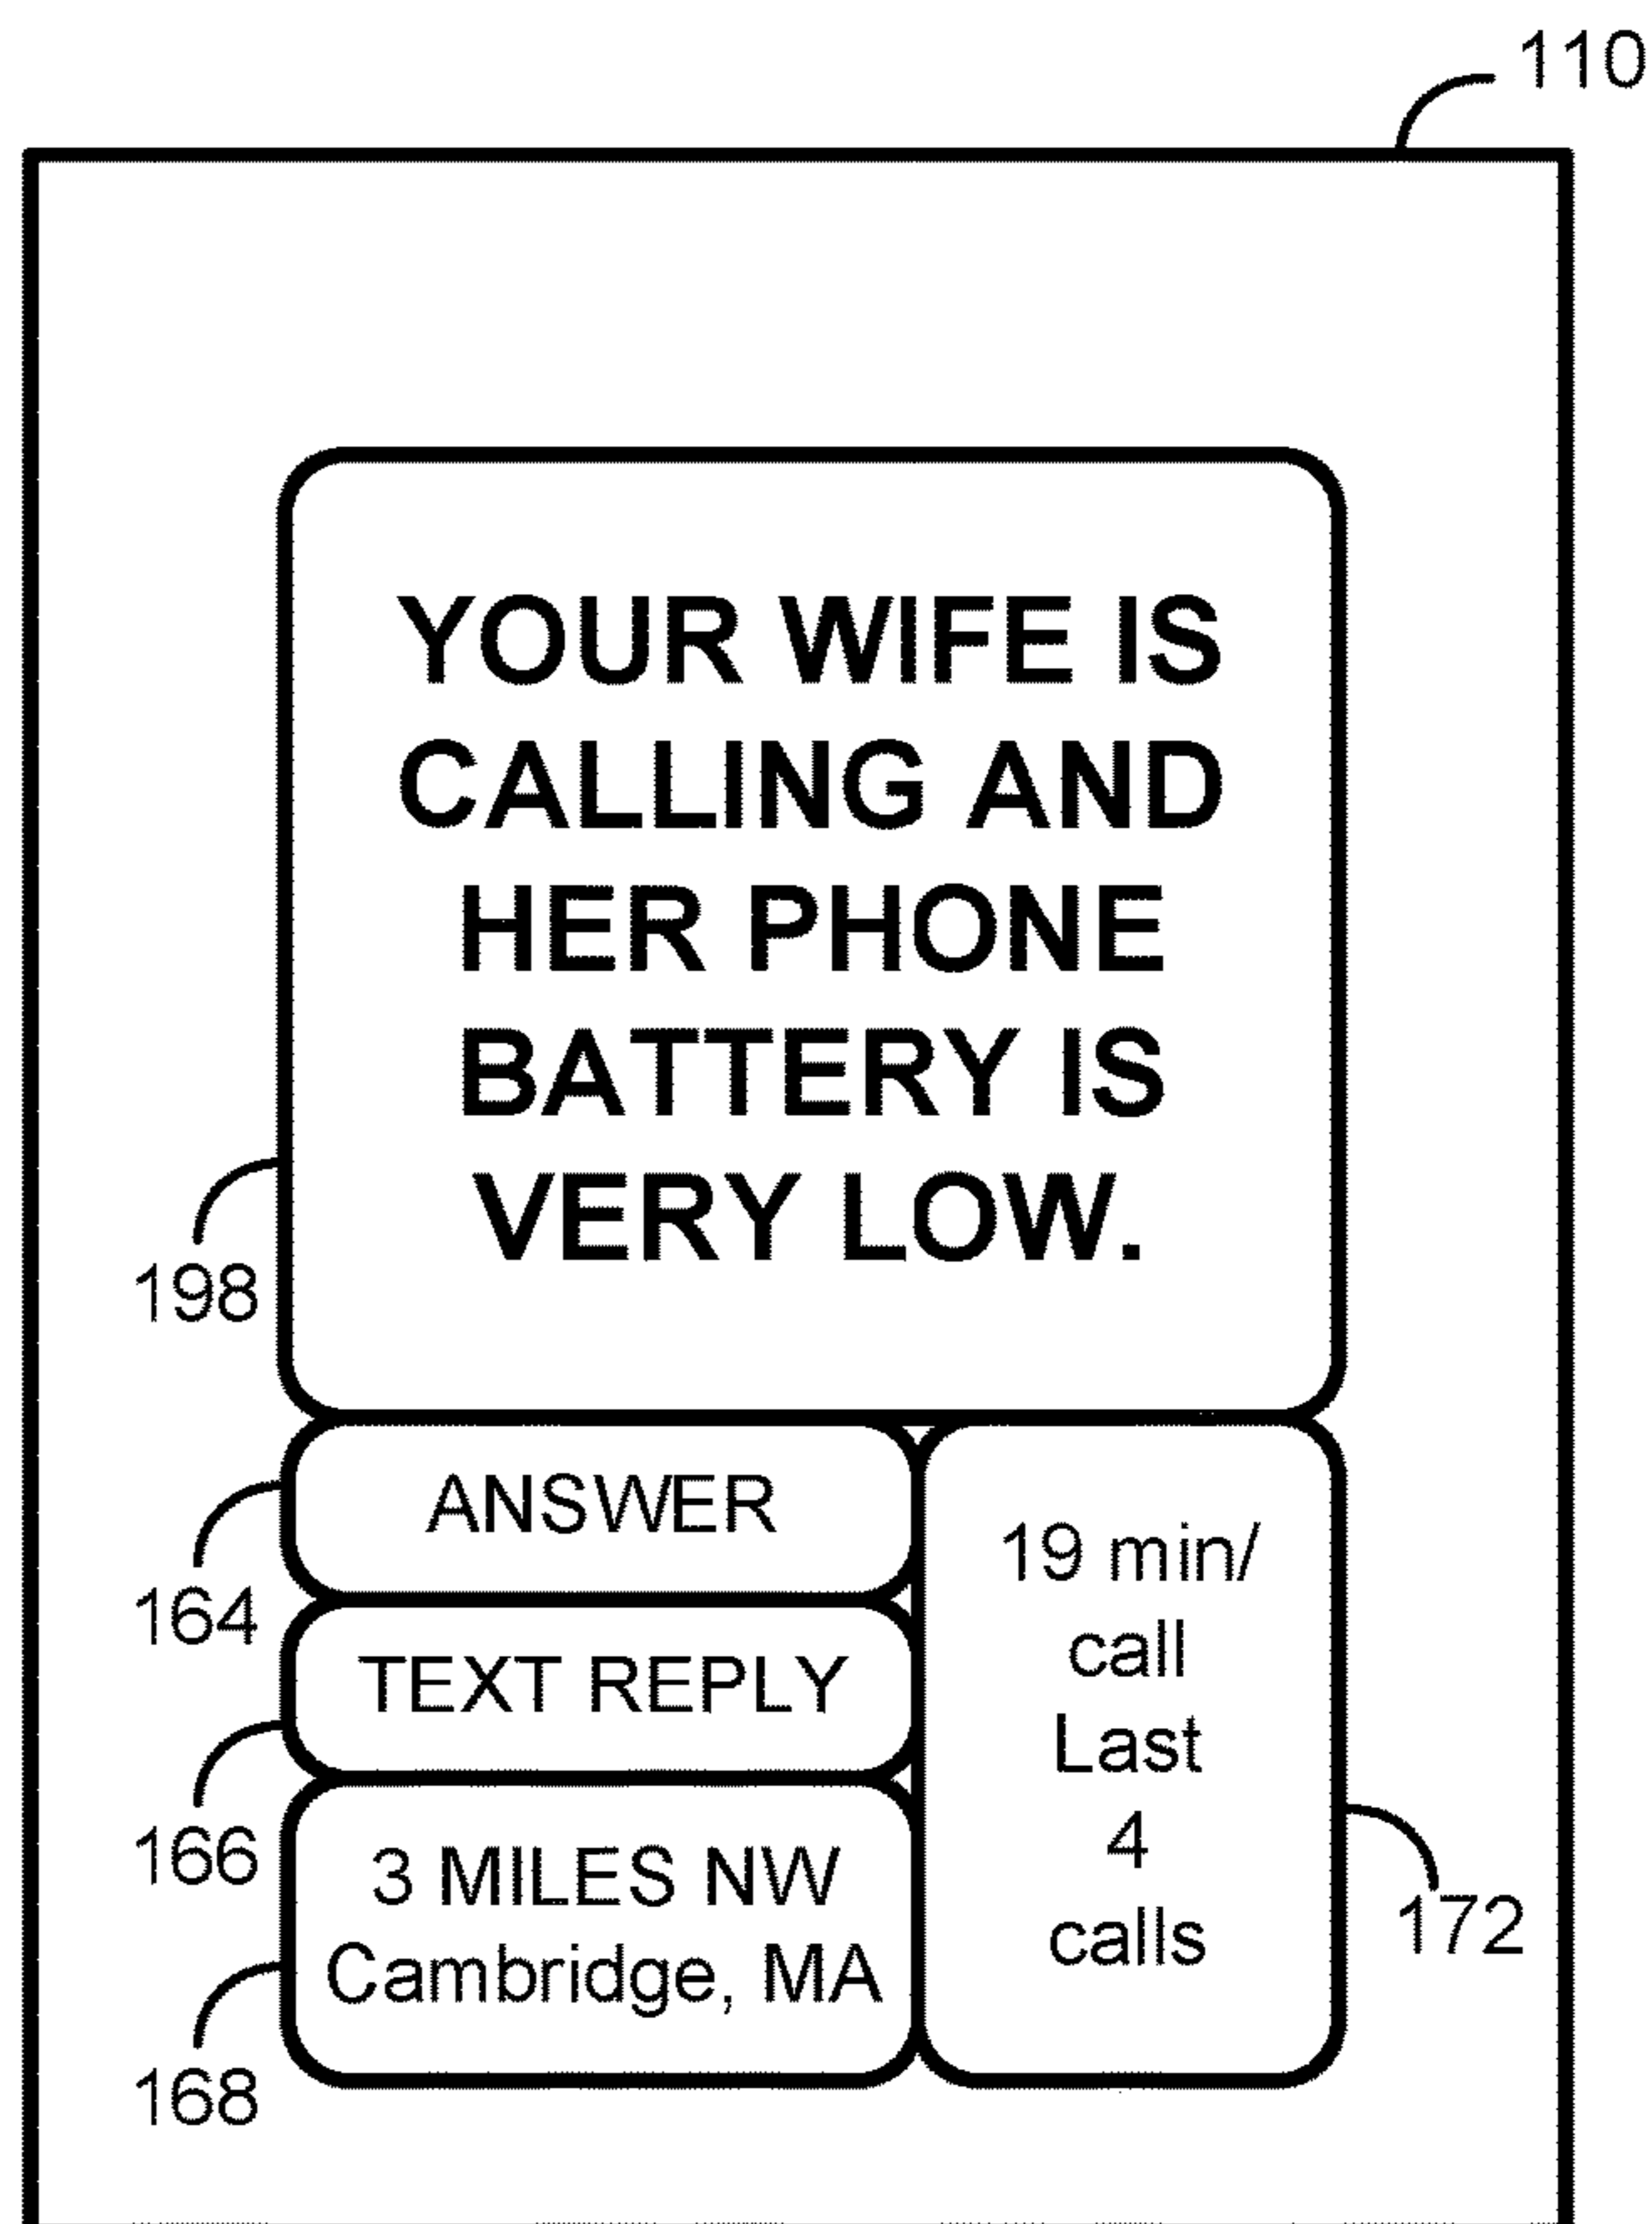 110
YOUR WIFE IS
CALLING AND
HER PHONE
BATTERY IS
VERY LOW.
198
ANSWER
164
TEXT REPLY
166
3 MILES NW
Cambridge, MA
168
19 min/
call
Last
4
calls
172